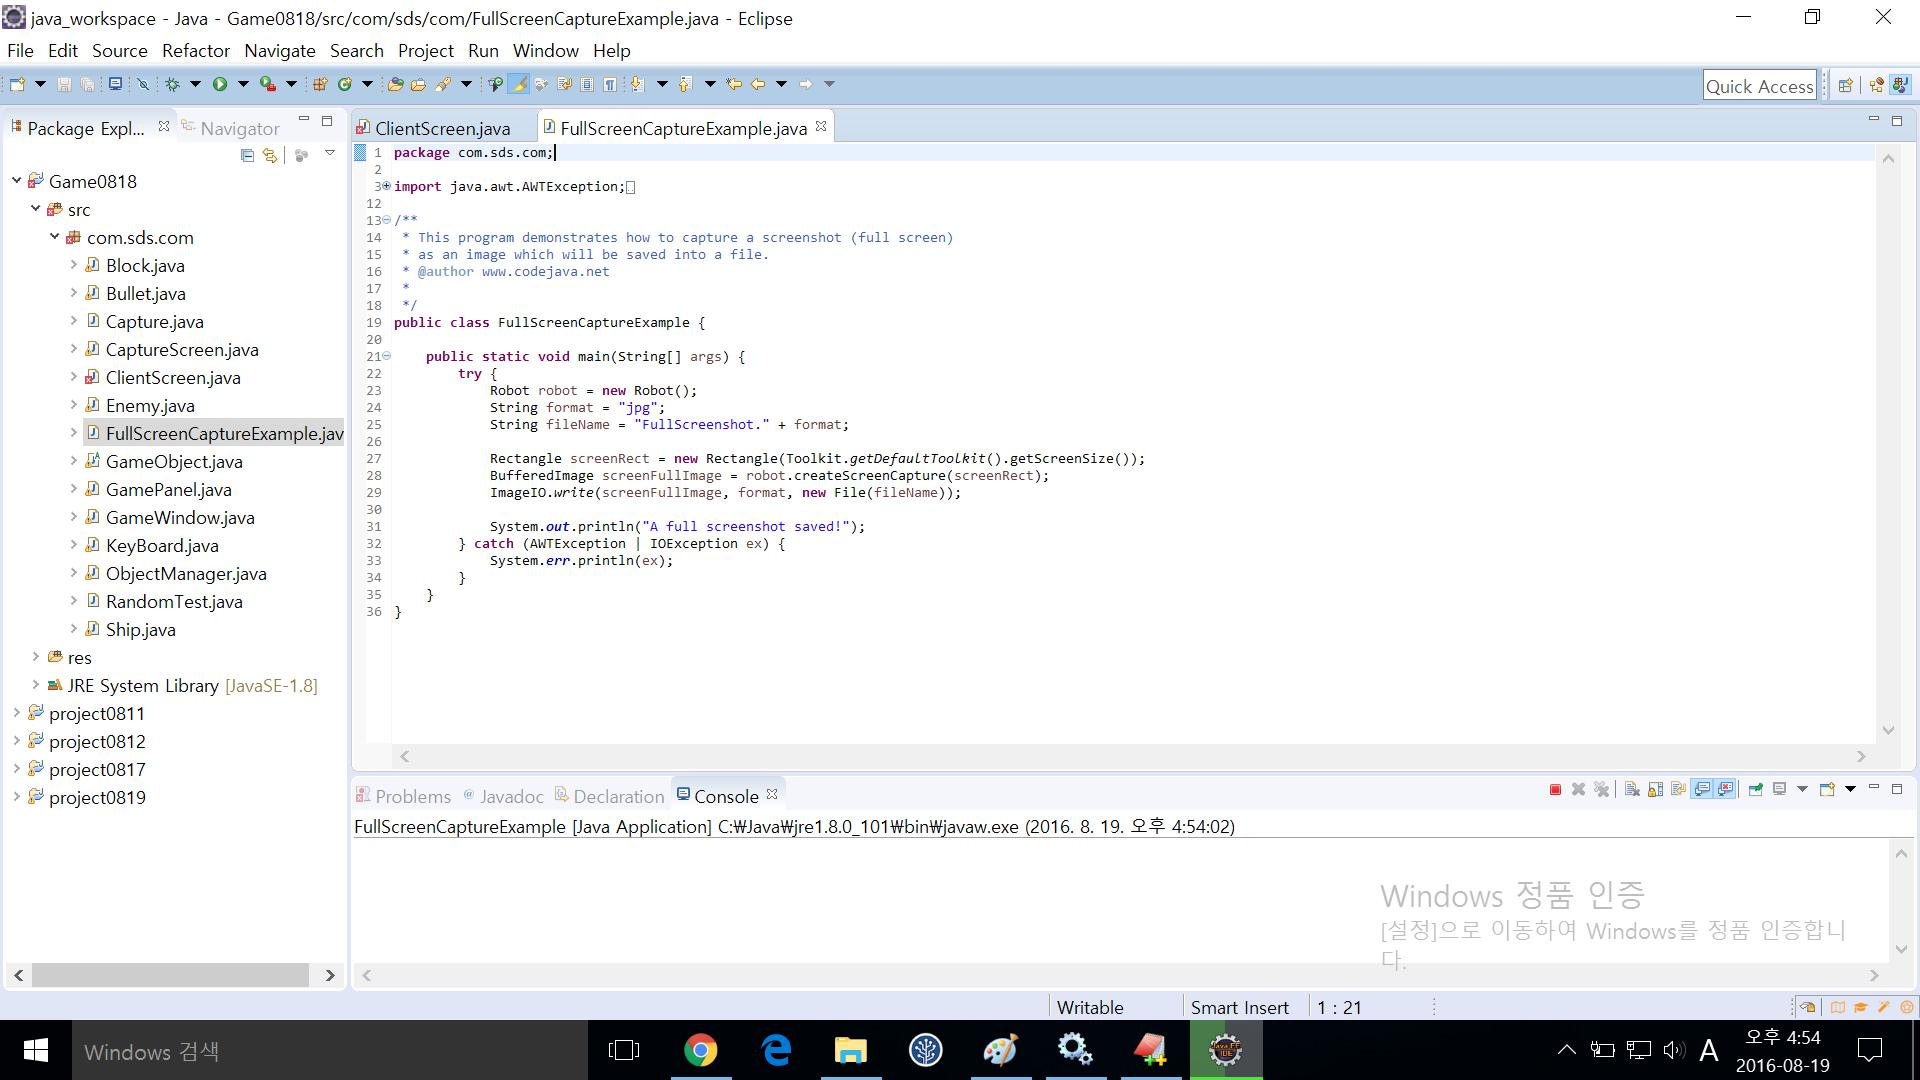 java_workspace - Java - Game0818/src/com/sds/com/FullScreenCaptureExample.java - Eclipse
File Edit Source Refactor Navigate Search Project Run Window Help
Quick Access
Package Expl...
Navigator
Game0818
src
com.sds.com
Block.java
Bullet.java
Capture.java
CaptureScreen.java
ClientScreen.java
Enemy.java
FullScreenCaptureExample.jav
GameObject.java
GamePanel.java
GameWindow.java
KeyBoard.java
ObjectManager.java
RandomTest.java
Ship.java
res
JRE System Library [JavaSE-1.8]
project0811
project0812
project0817
project0819
ClientScreen.java
FullScreenCaptureExample.java
1 package com.sds.com;
2
3 import java.awt.AWTException;
12
13 /**
14 * This program demonstrates how to capture a screenshot (full screen)
15 * as an image which will be saved into a file.
16 * @author www.codejava.net
17 *
18 */
19 public class FullScreenCaptureExample {
20
21 public static void main(String[] args) {
22 try {
23 Robot robot = new Robot();
24 String format = "jpg";
25 String fileName = "FullScreenshot." + format;
26
27 Rectangle screenRect = new Rectangle(Toolkit.getDefaultToolkit().getScreenSize());
28 BufferedImage screenFullImage = robot.createScreenCapture(screenRect);
29 ImageIO.write(screenFullImage, format, new File(fileName));
30
31 System.out.println("A full screenshot saved!");
32 } catch (AWTException | IOException ex) {
33 System.err.println(ex);
34 }
35 }
36 }
Problems @ Javadoc Declaration Console
FullScreenCaptureExample [Java Application] C:₩Java₩jre1.8.0_101₩bin₩javaw.exe (2016. 8. 19. 오후 4:54:02)
Windows 정품 인증
[설정]으로 이동하여 Windows를 정품 인증합니
다.
Writable
Smart Insert
1 : 21
Windows 검색
Java EE
IDE
A
오후 4:54
2016-08-19